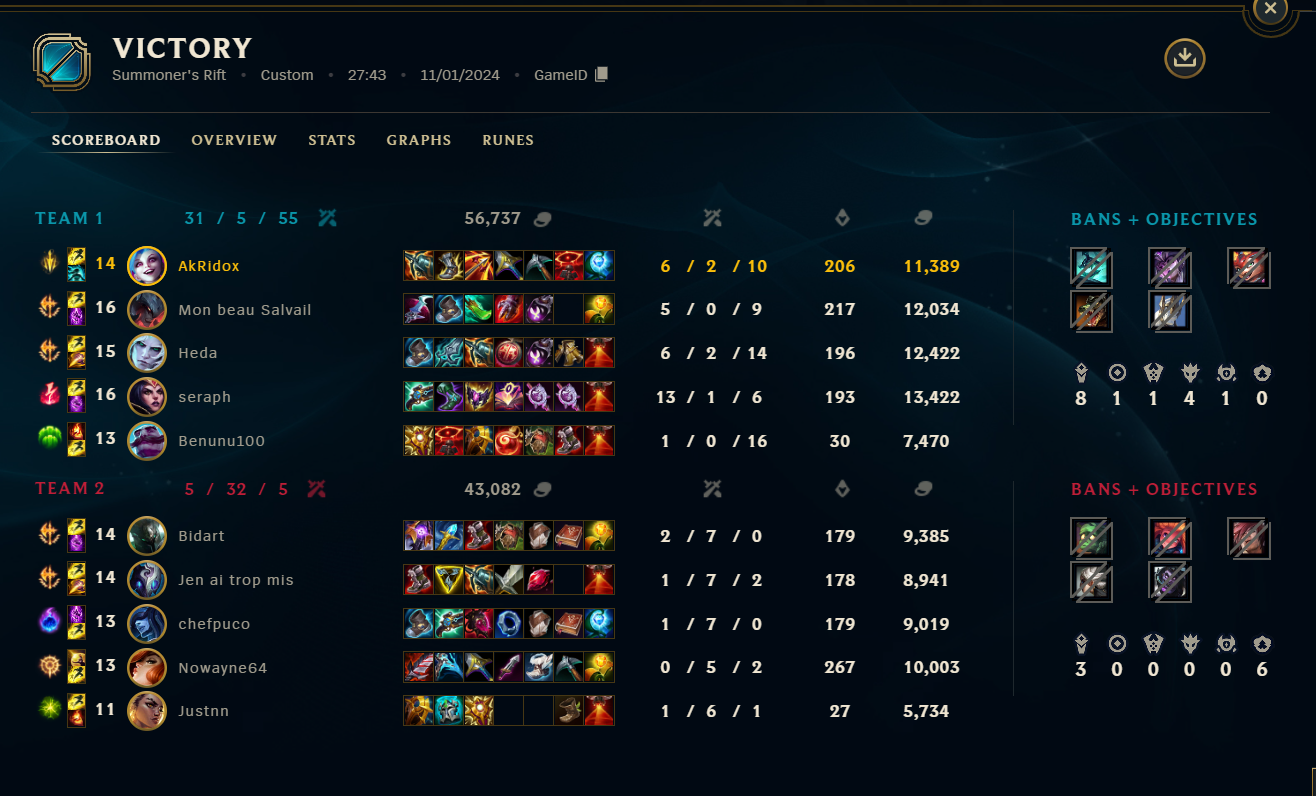 VICTORY
Summoner's Rift • Custom • 27:43 • 11/01/2024 • GameID
SCOREBOARD OVERVIEW STATS GRAPHS RUNES
TEAM 1 31 / 5 / 55 56,737 BANS + OBJECTIVES
14 AkRidox 6 / 2 / 10 206 11,389
16 Mon beau Salvail 5 / 0 / 9 217 12,034
15 Heda 6 / 2 / 14 196 12,422
16 seraph 13 / 1 / 6 193 13,422
8 1 1 4 1 0
13 Benunu100 1 / 0 / 16 30 7,470
TEAM 2 5 / 32 / 5 43,082 BANS + OBJECTIVES
14 Bidart 2 / 7 / 0 179 9,385
14 Jen ai trop mis 1 / 7 / 2 178 8,941
13 chefpuco 1 / 7 / 0 179 9,019
13 Nowayne64 0 / 5 / 2 267 10,003
3 0 0 0 0 6
11 Justnn 1 / 6 / 1 27 5,734